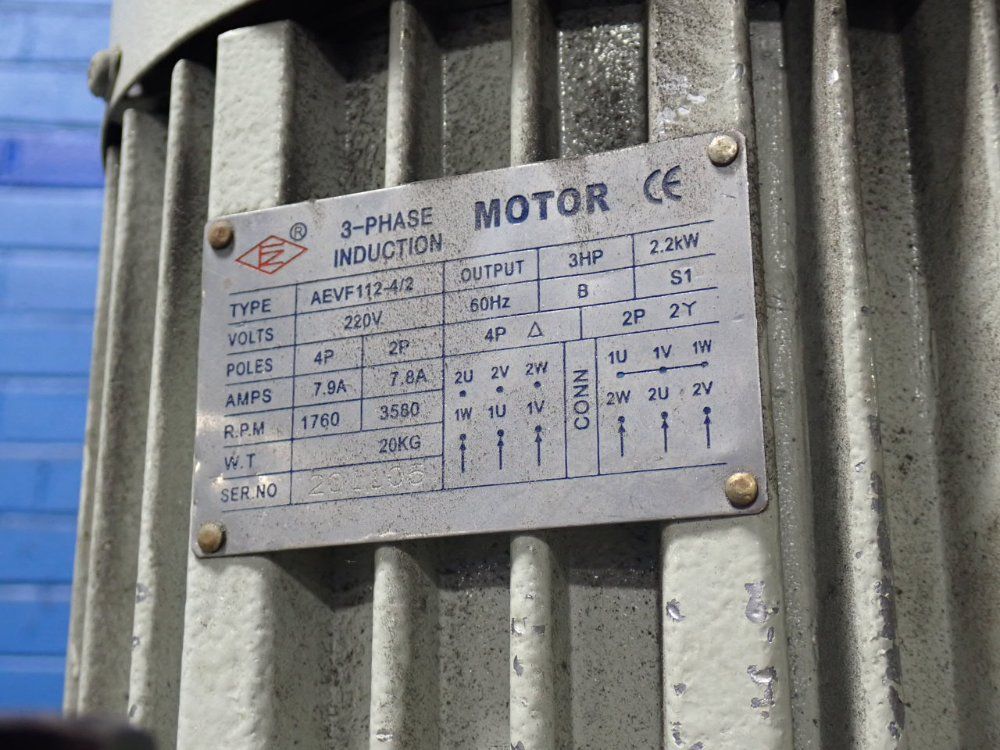 ® 3-PHASE INDUCTION MOTOR CE
TYPE AEVF112-4/2 OUTPUT 3HP 2.2kW
VOLTS 220V 60Hz B S1
POLES 4P 2P 4P △ 2P 2Y
AMPS 7.9A 7.8A 2U 2V 2W CONN 1U 1V 1W
R.P.M 1760 3580 1W 1U 1V 2W 2U 2V
W.T 20KG
SER.NO